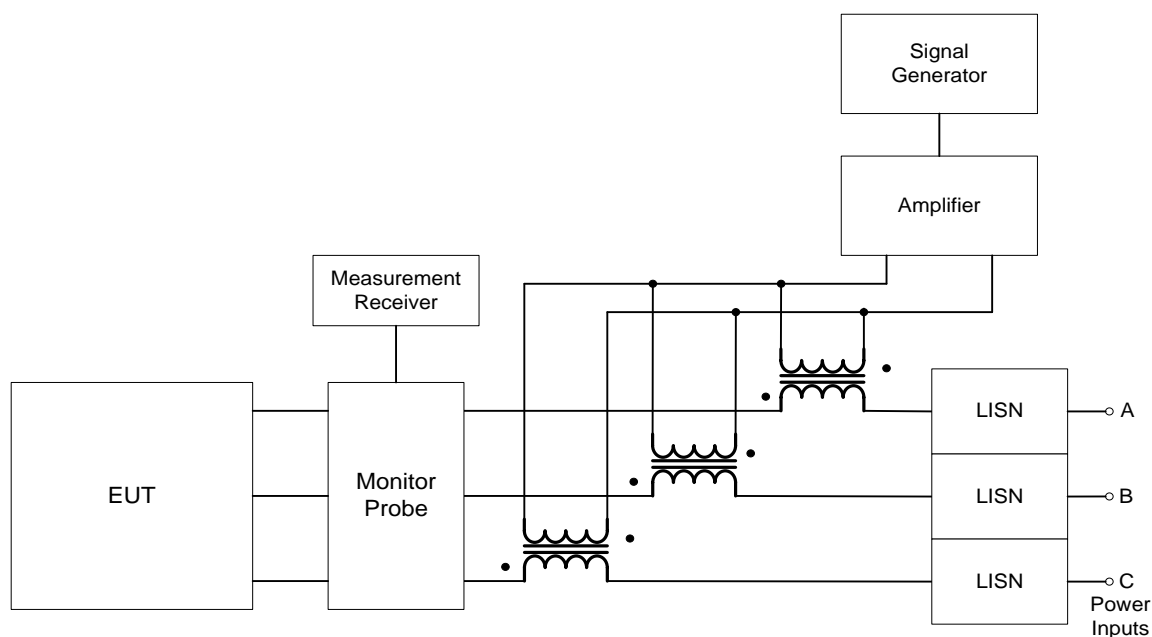 Signal
Generator
Amplifier
Measurement
Receiver
EUT
Monitor
Probe
LISN
A
LISN
B
LISN
C
Power
Inputs